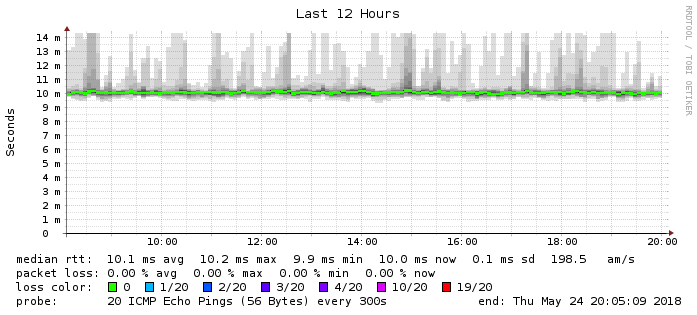 Last 12 Hours
RRDTOOL / TOBI OETIKER
Seconds
14 m
13 m
12 m
11 m
10 m
9 m
8 m
7 m
6 m
5 m
4 m
3 m
2 m
1 m
0
10:00 12:00 14:00 16:00 18:00 20:00
median rtt: 10.1 ms avg 10.2 ms max 9.9 ms min 10.0 ms now 0.1 ms sd 198.5 am/s
packet loss: 0.00 % avg 0.00 % max 0.00 % min 0.00 % now
loss color: 0 1/20 2/20 3/20 4/20 10/20 19/20
probe: 20 ICMP Echo Pings (56 Bytes) every 300s end: Thu May 24 20:05:09 2018